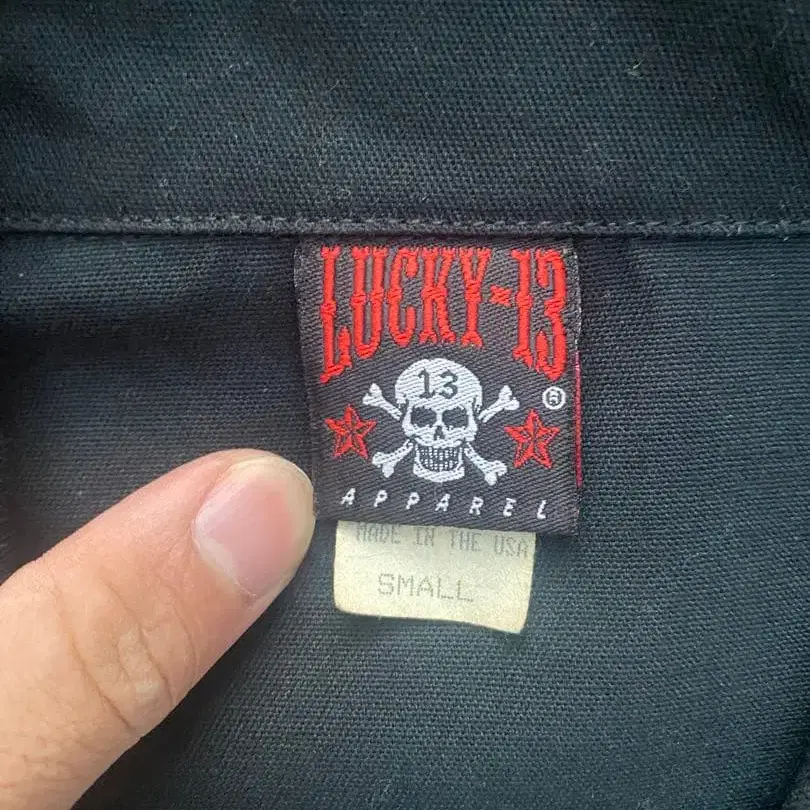 LUCKY-13
13
®
APPAREL
MADE IN THE USA
SMALL